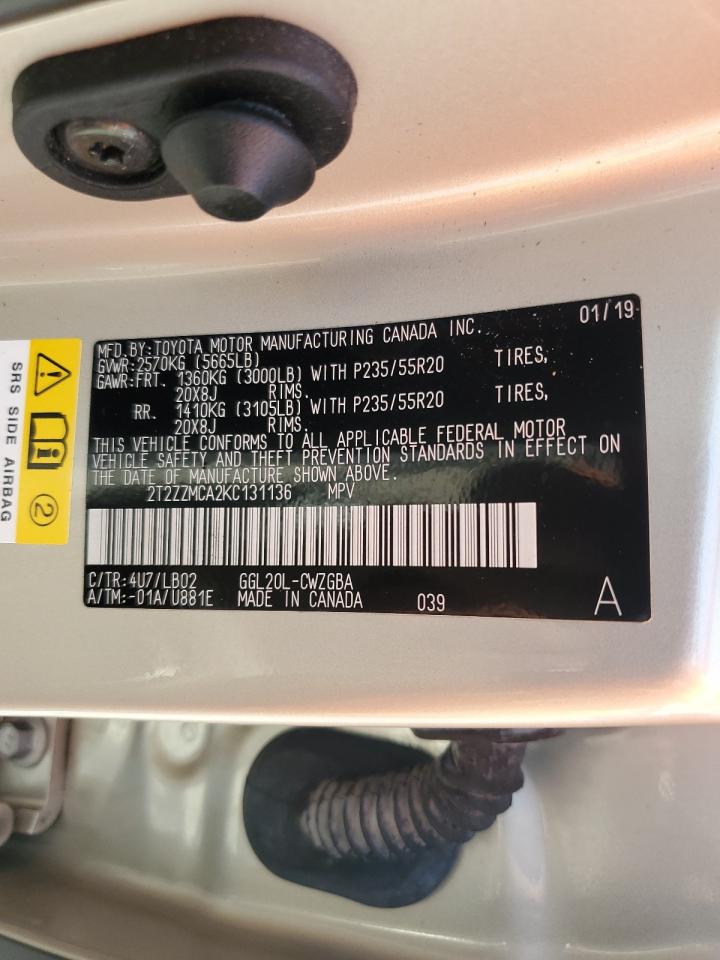 MFD. BY: TOYOTA MOTOR MANUFACTURING CANADA INC. 01/19
GVWR: 2570KG (5665LB)
GAWR: FRT. 1360KG (3000LB) WITH P235/55R20 TIRES,
20X8J RIMS.
RR. 1410KG (3105LB) WITH P235/55R20 TIRES,
20X8J RIMS.
THIS VEHICLE CONFORMS TO ALL APPLICABLE FEDERAL MOTOR
VEHICLE SAFETY AND THEFT PREVENTION STANDARDS IN EFFECT ON
THE DATE OF MANUFACTURE SHOWN ABOVE.
2T2ZZMCA2KC131136 MPV
C/TR: 4U7/LB02 GGL20L-CWZGBA
A/TM: -01A/U881E MADE IN CANADA 039 A
SRS SIDE AIRBAG
2